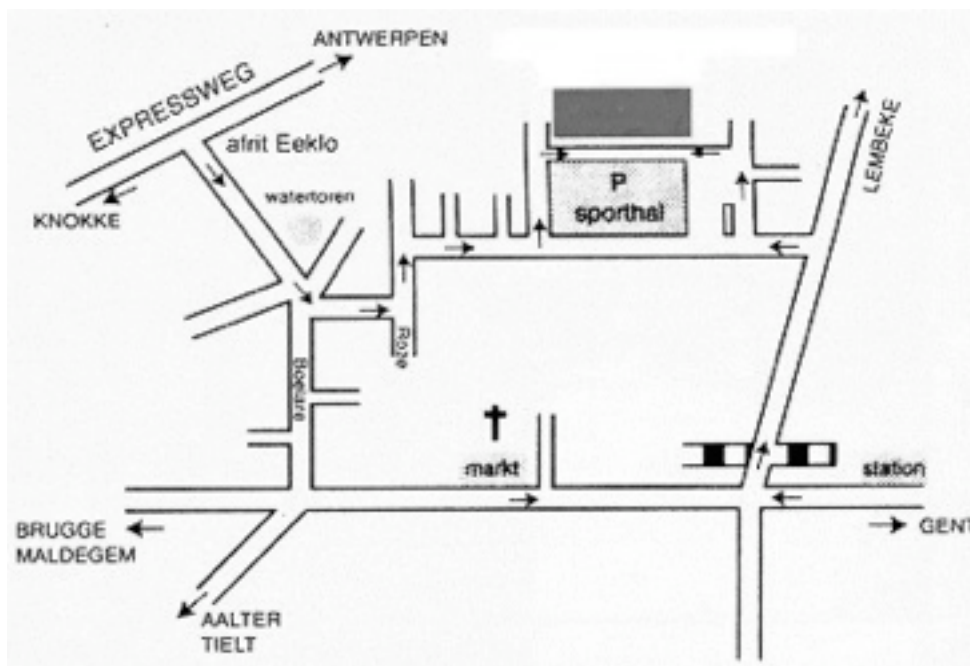 ANTWERPEN
EXPRESSWEG
afrit Eeklo
KNOKKE
watertoren
LEMBEKE
P
sporthal
Roze
Boelare
markt
station
BRUGGE
MALDEGEM
GENT
AALTER
TIELT